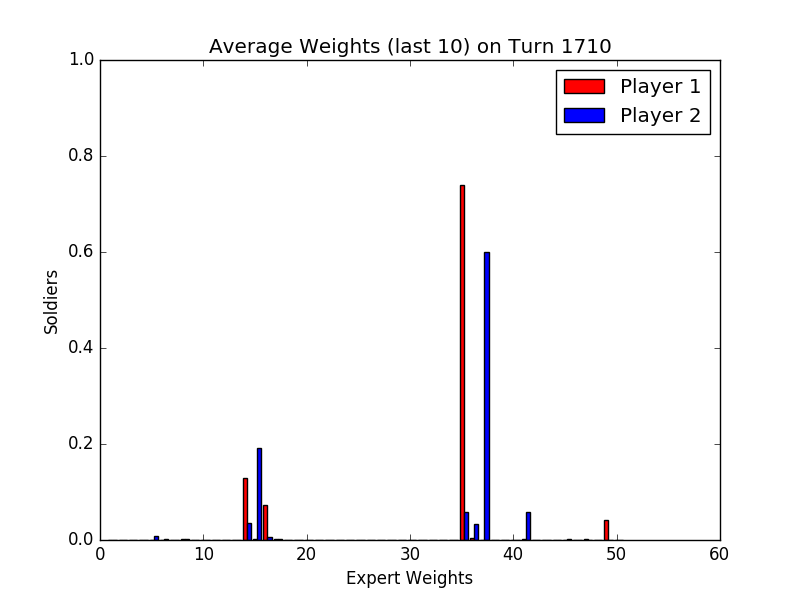 Average Weights (last 10) on Turn 1710
1.0
0.8
0.6
0.4
0.2
0.0
Soldiers
Player 1
Player 2
0 10 20 30 40 50 60
Expert Weights